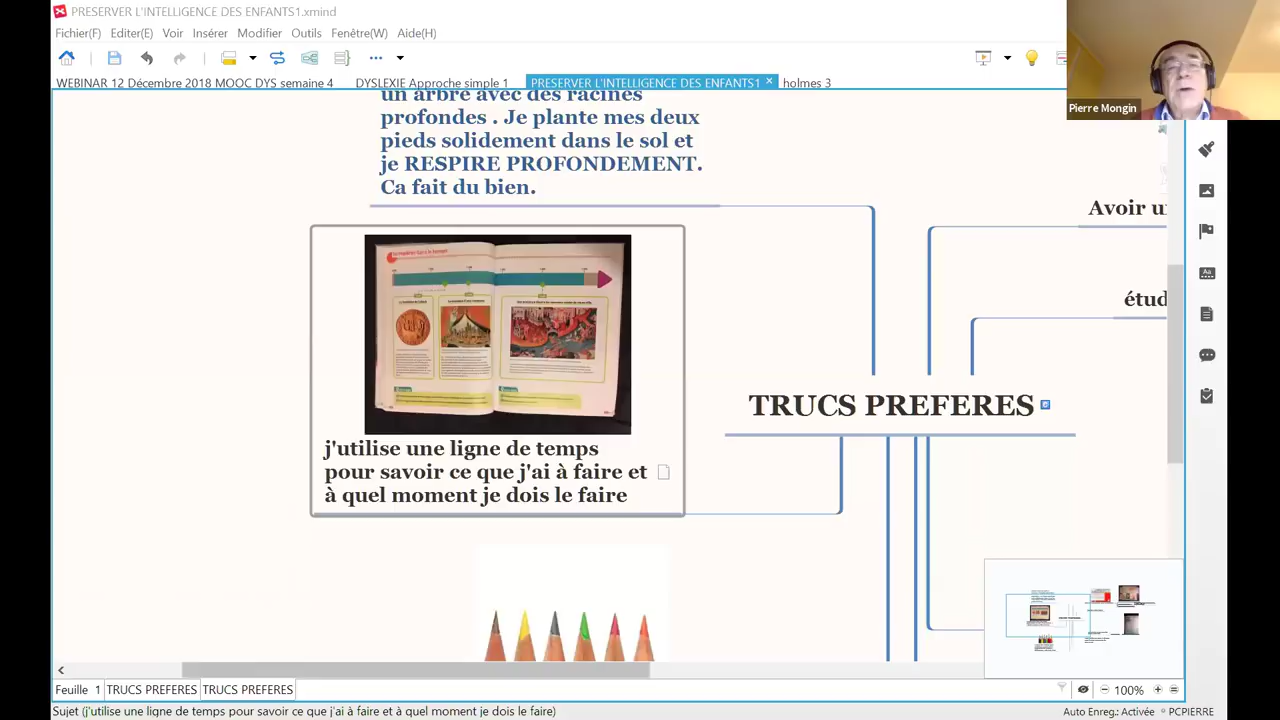 PRESERVER L'INTELLiGENCE DES ENFANTS1.xmind
Fichier(F) Editer(E) Voir Insérer Modifier Outils Fenêtre(W) Aide(H)
WEBINAR 12 Décembre 2018 MOOC DYS semaine 4 DYSLEXIE Approche simple 1 PRESERVER L'INTELLiGENCE DES ENFANTS1 holmes 3
Pierre Mongin
un arbre avec des racines
profondes . Je plante mes deux
pieds solidement dans le sol et
je RESPIRE PROFONDEMENT.
Ca fait du bien.
Avoir u
étud
TRUCS PREFERES
j'utilise une ligne de temps
pour savoir ce que j'ai à faire et
à quel moment je dois le faire
Feuille 1 TRUCS PREFERES TRUCS PREFERES
100%
Sujet (j'utilise une ligne de temps pour savoir ce que j'ai à faire et à quel moment je dois le faire)
Auto Enreg.: Activée PCPIERRE